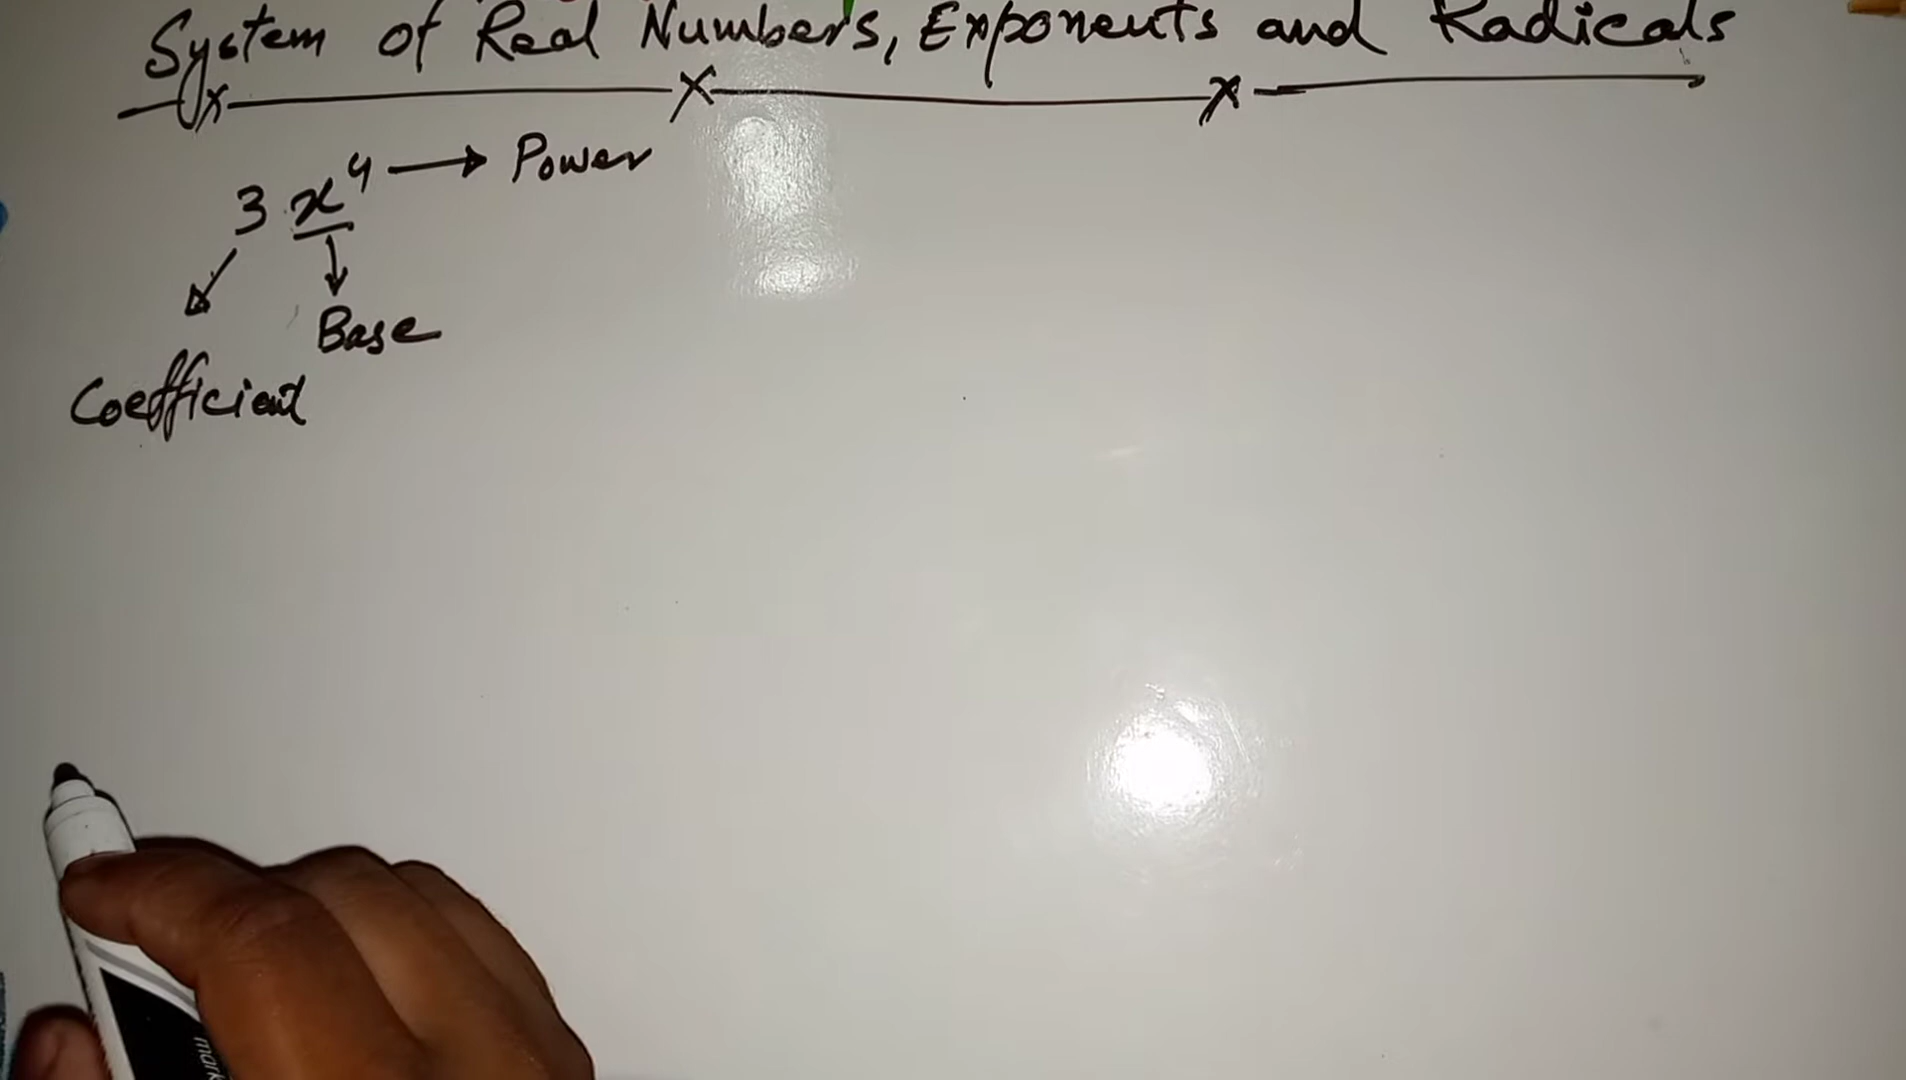 System of Real Numbers, Exponents and Radicals
3 x⁴ → Power
Base
Coefficient